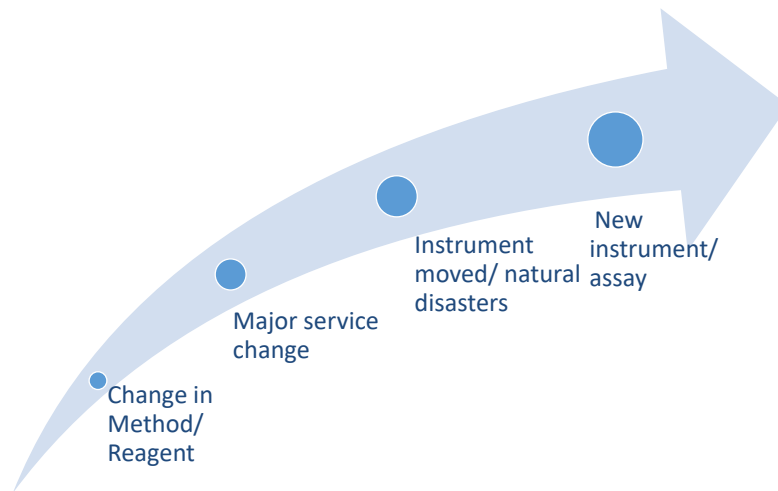 Change in
Method/
Reagent
Major service
change
Instrument
moved/ natural
disasters
New
instrument/
assay